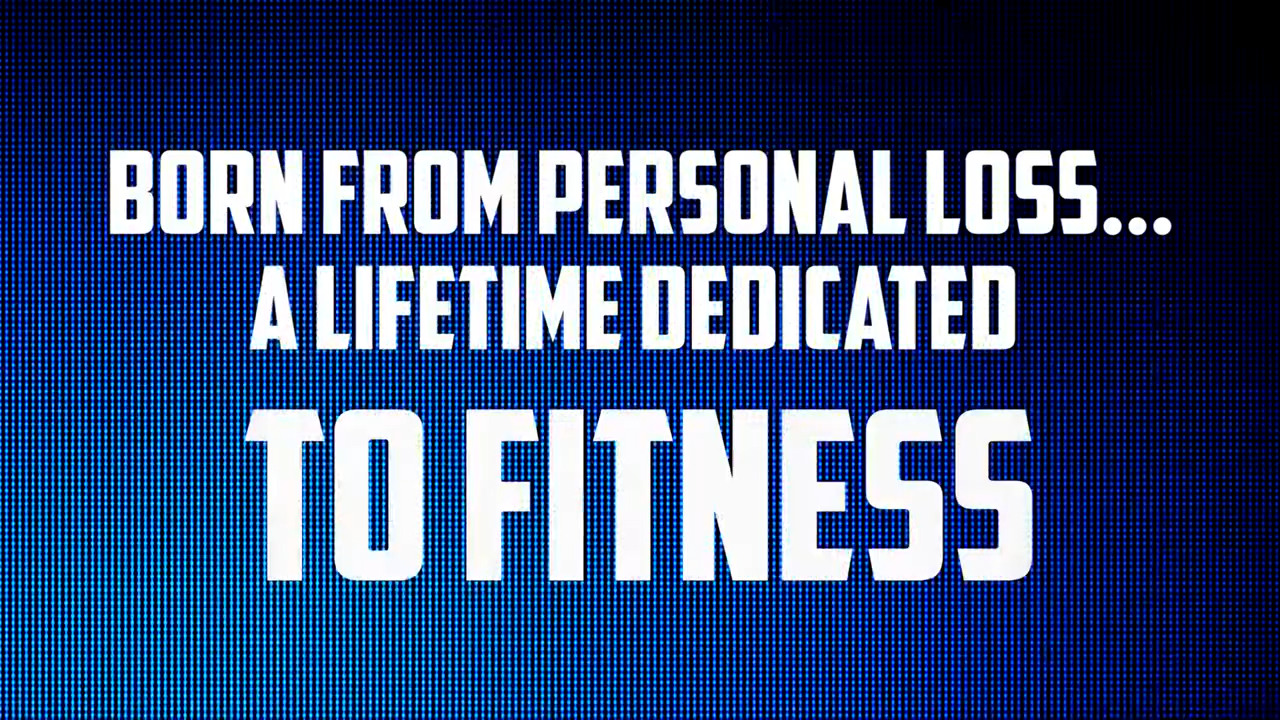 BORN FROM PERSONAL LOSS...
A LIFETIME DEDICATED
TO FITNESS